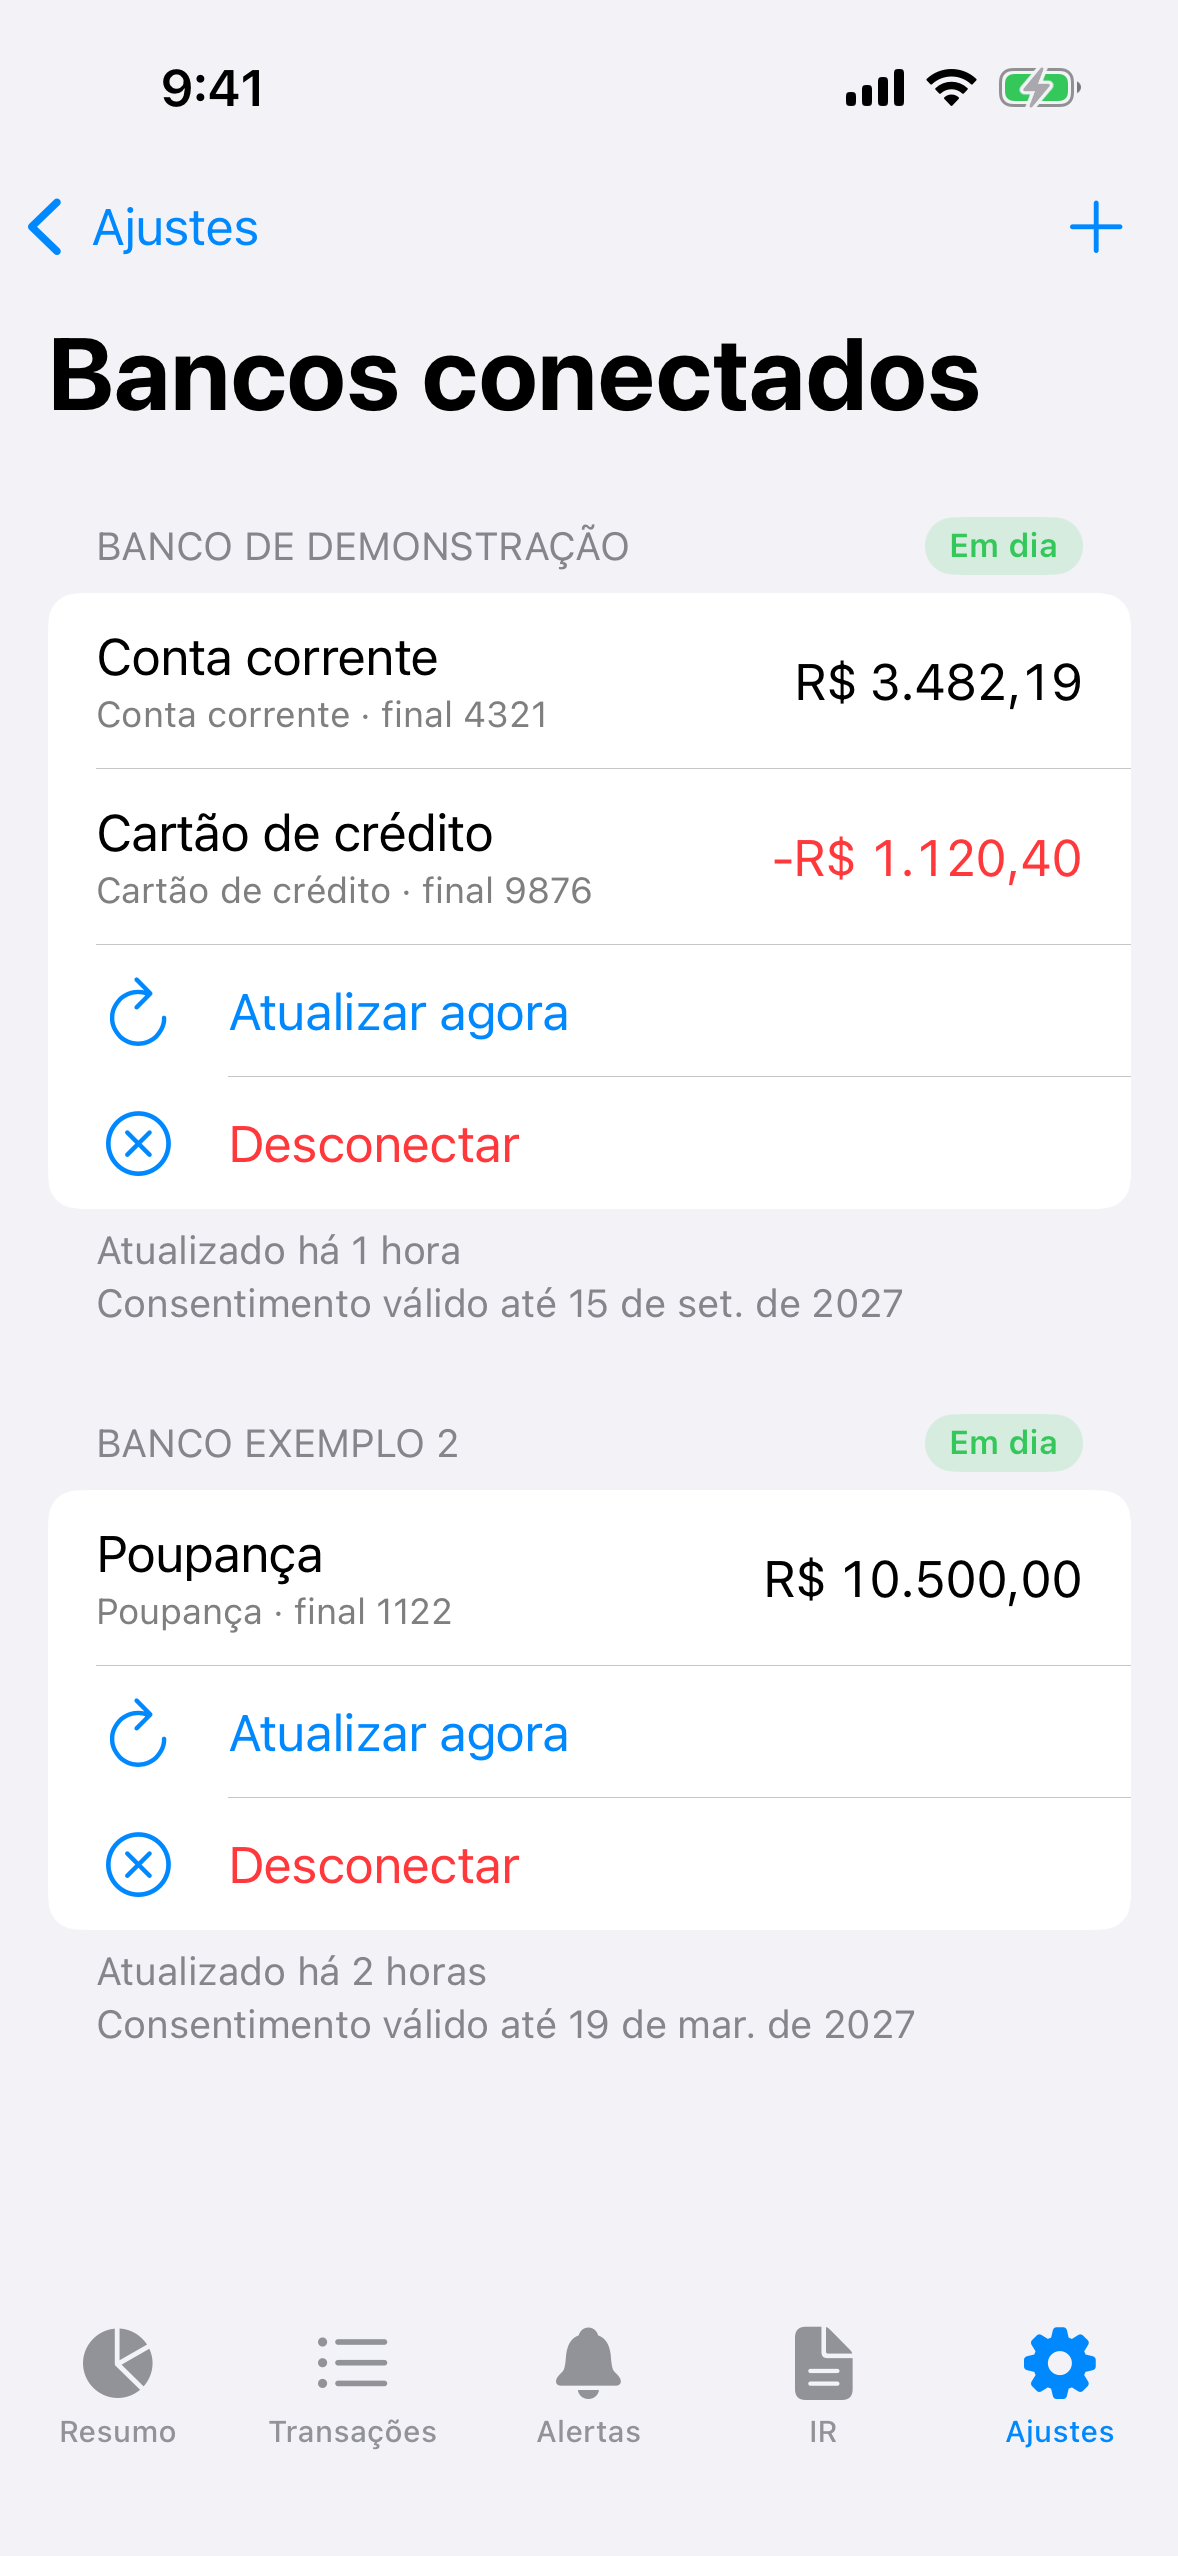 9:41
Ajustes
Bancos conectados
BANCO DE DEMONSTRAÇÃO
Em dia
Conta corrente
Conta corrente · final 4321
R$ 3.482,19
Cartão de crédito
Cartão de crédito · final 9876
-R$ 1.120,40
Atualizar agora
Desconectar
Atualizado há 1 hora
Consentimento válido até 15 de set. de 2027
BANCO EXEMPLO 2
Em dia
Poupança
Poupança · final 1122
R$ 10.500,00
Atualizar agora
Desconectar
Atualizado há 2 horas
Consentimento válido até 19 de mar. de 2027
Resumo
Transações
Alertas
IR
Ajustes